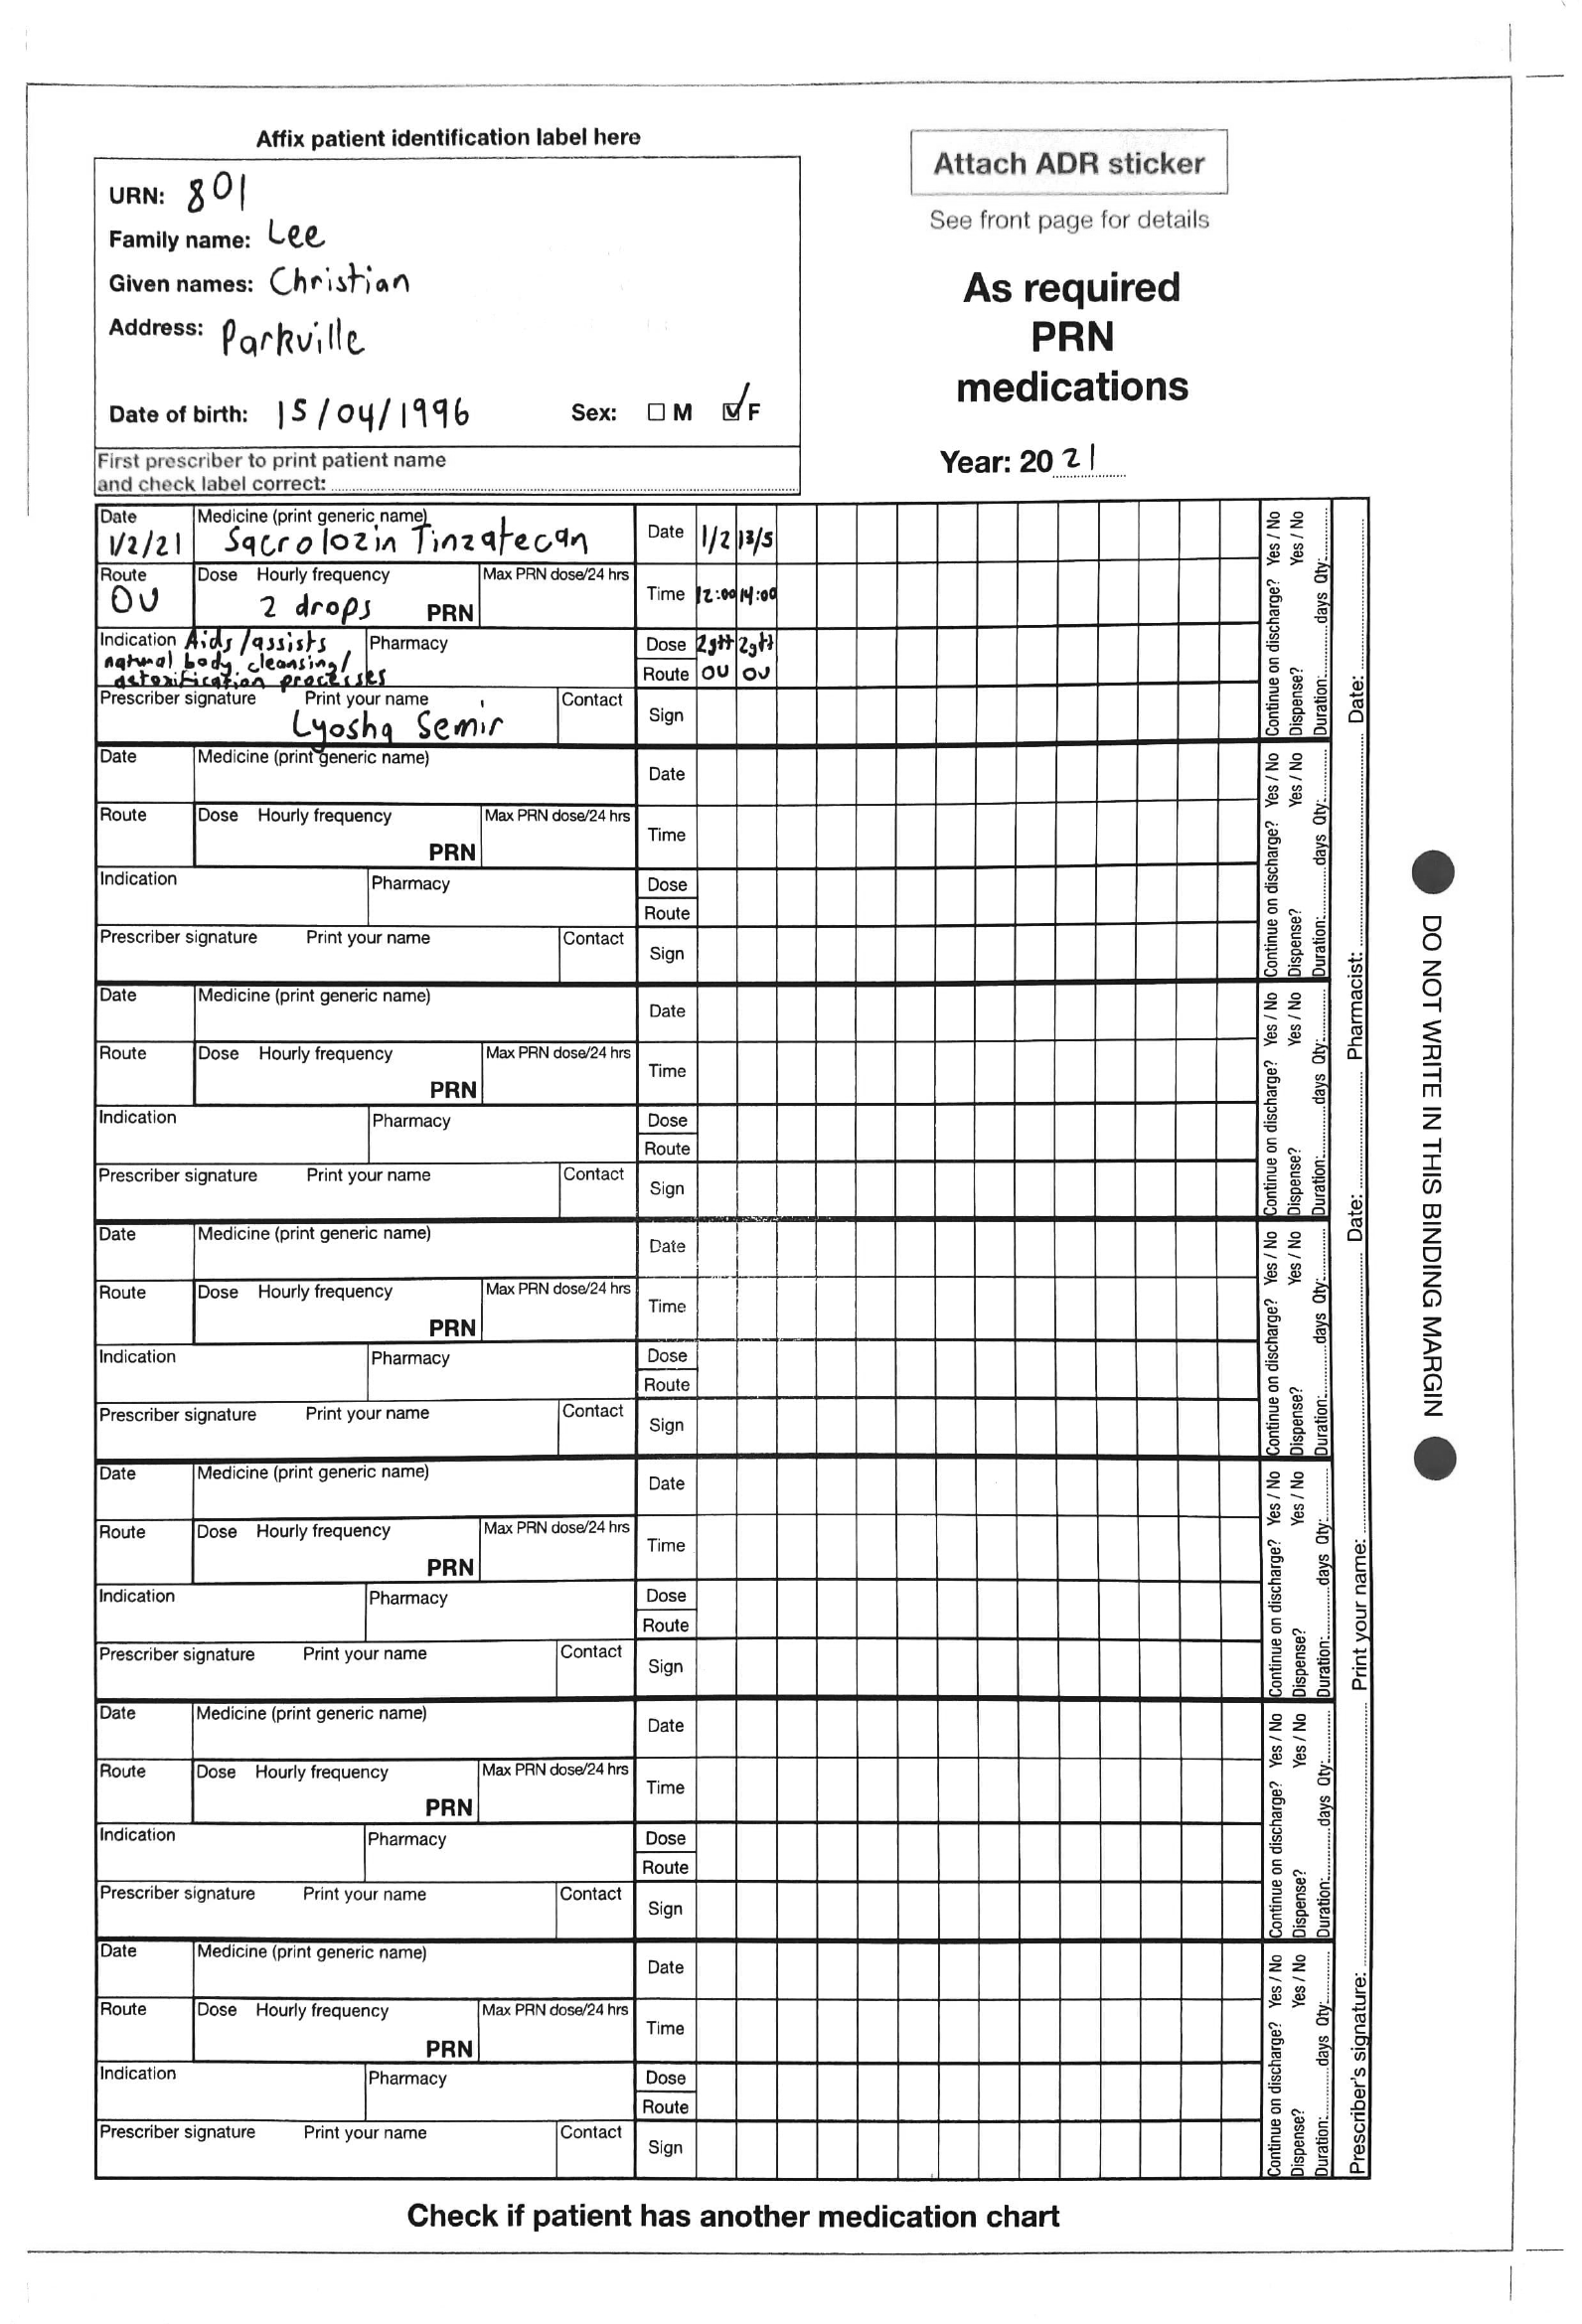 Affix patient identification label here
URN: 801
Family name: Lee
Given names: Christian
Address: Parkville
Date of birth: 15/04/1996 Sex: M F
First prescriber to print patient name
and check label correct:
Attach ADR sticker
See front page for details
As required
PRN
medications
Year: 2021
Date Medicine (print generic name) Date 1/2 13/5
1/2/21 Sacrolozin Tinzatecan
Route Dose Hourly frequency Max PRN dose/24 hrs Time 12:00 14:00
OU 2 drops PRN
Indication Aids/assists Pharmacy Dose 2gtt 2gtt
natural body cleansing/
detoxification processes Route OU OU
Prescriber signature Print your name Contact Sign
Lyosha Semir
Continue on discharge? Yes / No
Dispense? Yes / No
Duration: days Qty:
Date Medicine (print generic name) Date
Route Dose Hourly frequency Max PRN dose/24 hrs Time
PRN
Indication Pharmacy Dose
Route
Prescriber signature Print your name Contact Sign
Continue on discharge? Yes / No
Dispense? Yes / No
Duration: days Qty:
Date Medicine (print generic name) Date
Route Dose Hourly frequency Max PRN dose/24 hrs Time
PRN
Indication Pharmacy Dose
Route
Prescriber signature Print your name Contact Sign
Continue on discharge? Yes / No
Dispense? Yes / No
Duration: days Qty:
Date Medicine (print generic name) Date
Route Dose Hourly frequency Max PRN dose/24 hrs Time
PRN
Indication Pharmacy Dose
Route
Prescriber signature Print your name Contact Sign
Continue on discharge? Yes / No
Dispense? Yes / No
Duration: days Qty:
Date Medicine (print generic name) Date
Route Dose Hourly frequency Max PRN dose/24 hrs Time
PRN
Indication Pharmacy Dose
Route
Prescriber signature Print your name Contact Sign
Continue on discharge? Yes / No
Dispense? Yes / No
Duration: days Qty:
Date Medicine (print generic name) Date
Route Dose Hourly frequency Max PRN dose/24 hrs Time
PRN
Indication Pharmacy Dose
Route
Prescriber signature Print your name Contact Sign
Continue on discharge? Yes / No
Dispense? Yes / No
Duration: days Qty:
Date Medicine (print generic name) Date
Route Dose Hourly frequency Max PRN dose/24 hrs Time
PRN
Indication Pharmacy Dose
Route
Prescriber signature Print your name Contact Sign
Continue on discharge? Yes / No
Dispense? Yes / No
Duration: days Qty:
Prescriber's signature: Print your name: Date: Pharmacist: Date:
DO NOT WRITE IN THIS BINDING MARGIN
Check if patient has another medication chart